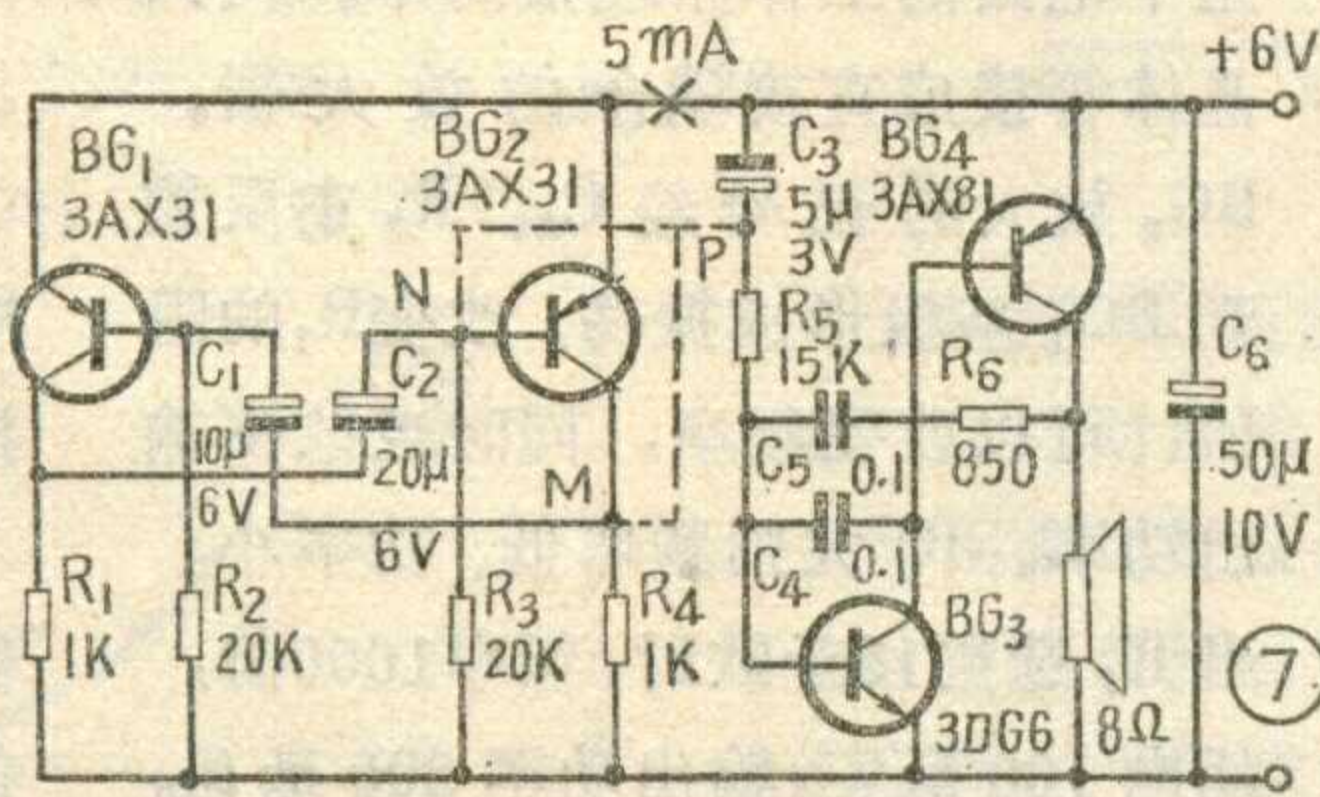 5mA
+6V
BG1
3AX31
BG2
3AX31
C3
5μ
3V
BG4
3AX81
N
P
C1
10μ
6V
C2
20μ
6V
M
R5
15K
R6
850
C5
0.1
C4
0.1
C6
50μ
10V
R1
1K
R2
20K
R3
20K
R4
1K
BG3
3DG6
8Ω
7